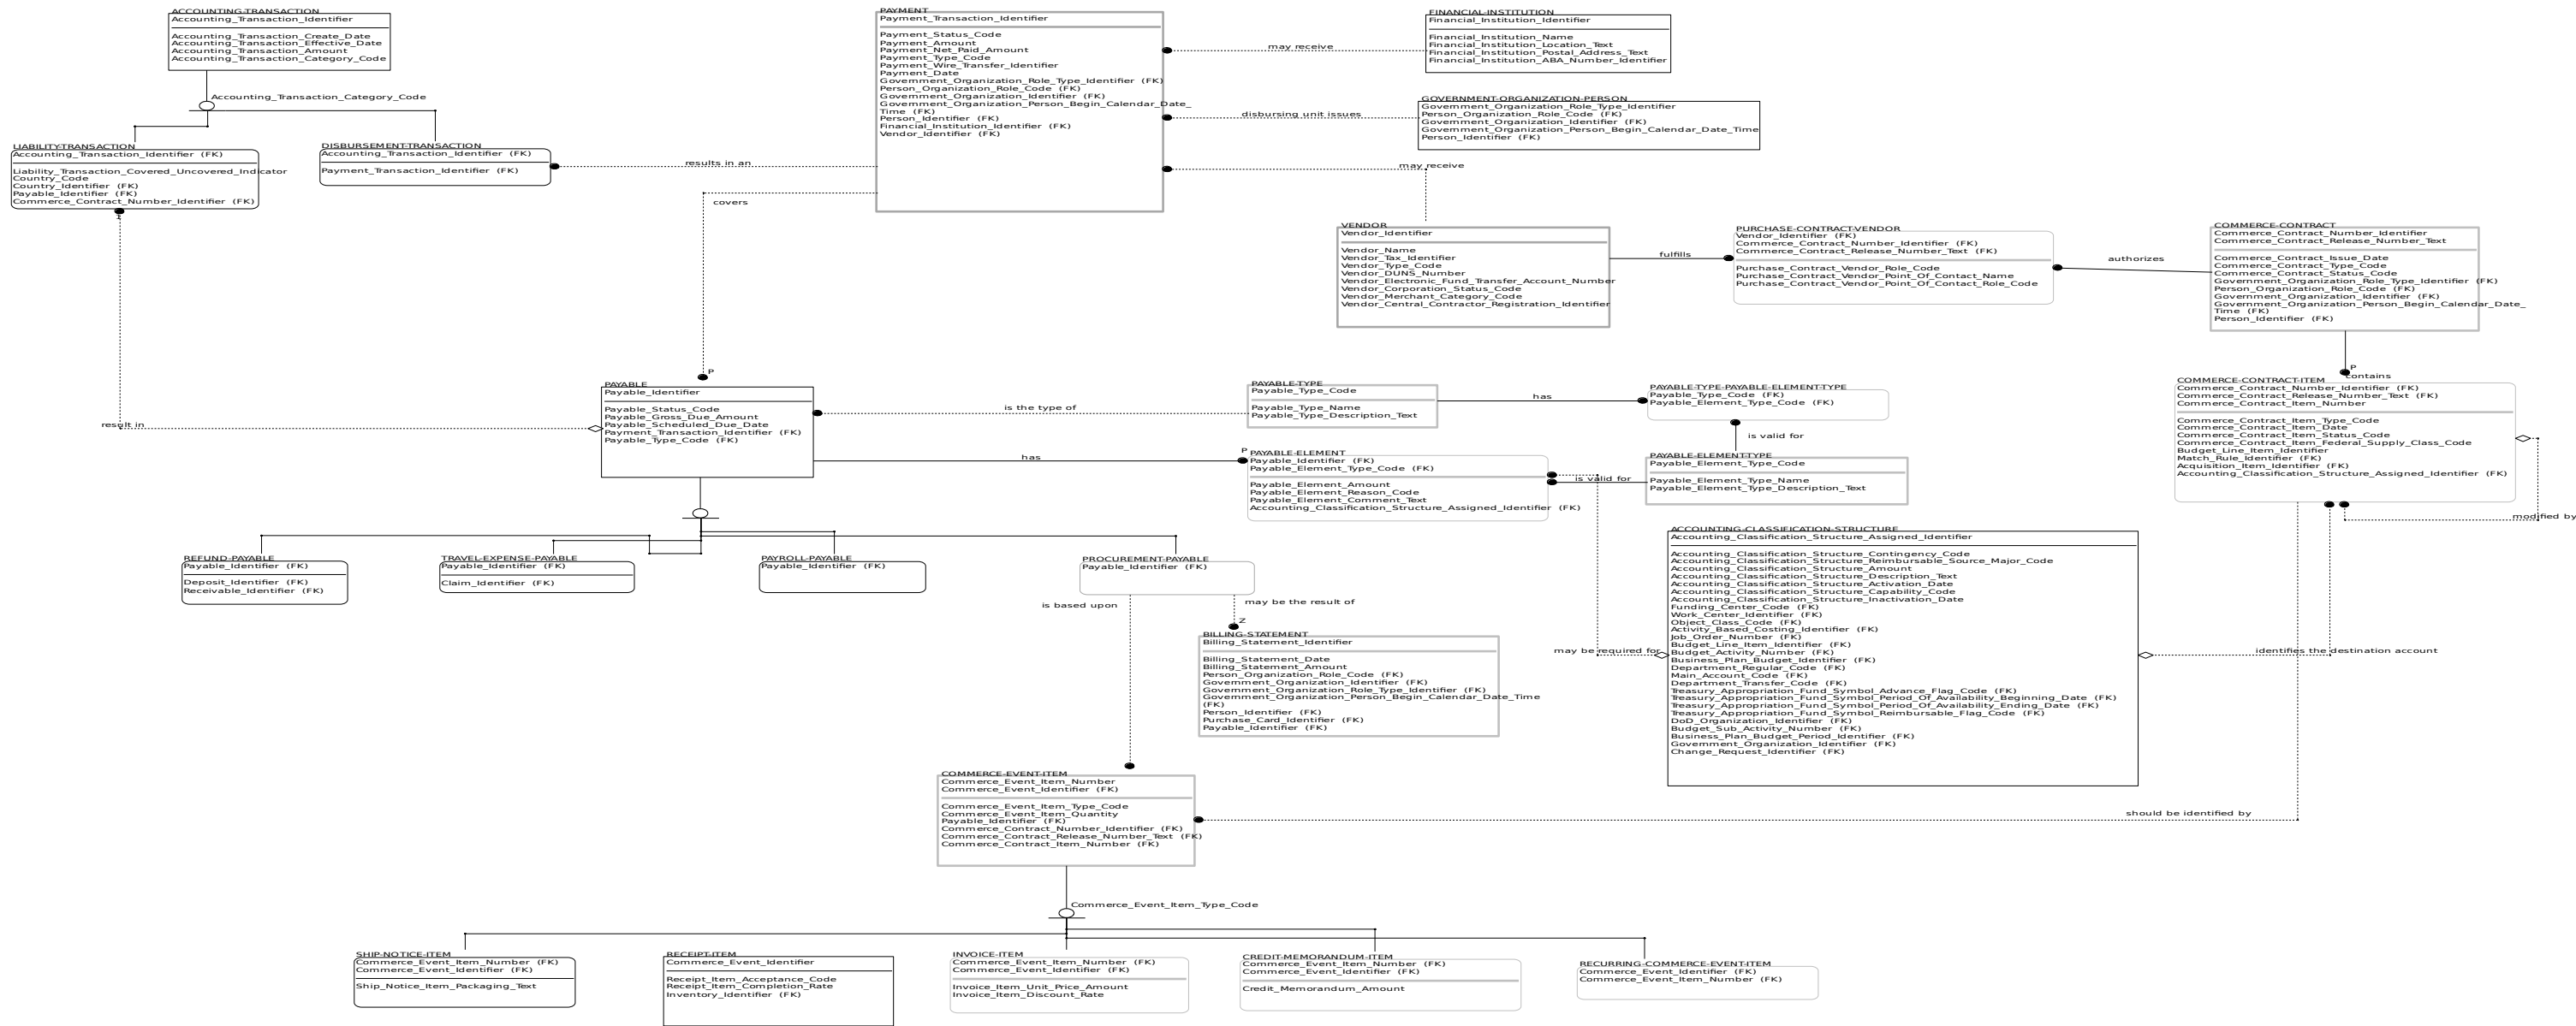 ACCOUNTING-TRANSACTION
Accounting_Transaction_Identifier
Accounting_Transaction_Create_Date
Accounting_Transaction_Effective_Date
Accounting_Transaction_Amount
Accounting_Transaction_Category_Code
Accounting_Transaction_Category_Code
LIABILITY-TRANSACTION
Accounting_Transaction_Identifier (FK)
Liability_Transaction_Covered_Uncovered_Indicator
Country_Code
Country_Identifier (FK)
Payable_Identifier (FK)
Commerce_Contract_Number_Identifier (FK)
DISBURSEMENT-TRANSACTION
Accounting_Transaction_Identifier (FK)
Payment_Transaction_Identifier (FK)
results in an
PAYMENT
Payment_Transaction_Identifier
Payment_Status_Code
Payment_Amount
Payment_Net_Paid_Amount
Payment_Type_Code
Payment_Wire_Transfer_Identifier
Payment_Date
Government_Organization_Role_Type_Identifier (FK)
Person_Organization_Role_Code (FK)
Government_Organization_Identifier (FK)
Government_Organization_Person_Begin_Calendar_Date_
Time (FK)
Person_Identifier (FK)
Financial_Institution_Identifier (FK)
Vendor_Identifier (FK)
covers
may receive
FINANCIAL-INSTITUTION
Financial_Institution_Identifier
Financial_Institution_Name
Financial_Institution_Location_Text
Financial_Institution_Postal_Address_Text
Financial_Institution_ABA_Number_Identifier
disbursing unit issues
GOVERNMENT-ORGANIZATION-PERSON
Government_Organization_Role_Type_Identifier
Person_Organization_Role_Code (FK)
Government_Organization_Identifier (FK)
Government_Organization_Person_Begin_Calendar_Date_Time
Person_Identifier (FK)
may receive
VENDOR
Vendor_Identifier
Vendor_Name
Vendor_Tax_Identifier
Vendor_Type_Code
Vendor_DUNS_Number
Vendor_Electronic_Fund_Transfer_Account_Number
Vendor_Corporation_Status_Code
Vendor_Merchant_Category_Code
Vendor_Central_Contractor_Registration_Identifier
fulfills
PURCHASE-CONTRACT-VENDOR
Vendor_Identifier (FK)
Commerce_Contract_Number_Identifier (FK)
Commerce_Contract_Release_Number_Text (FK)
Purchase_Contract_Vendor_Role_Code
Purchase_Contract_Vendor_Point_Of_Contact_Name
Purchase_Contract_Vendor_Point_Of_Contact_Role_Code
authorizes
COMMERCE-CONTRACT
Commerce_Contract_Number_Identifier
Commerce_Contract_Release_Number_Text
Commerce_Contract_Issue_Date
Commerce_Contract_Type_Code
Commerce_Contract_Status_Code
Government_Organization_Role_Type_Identifier (FK)
Person_Organization_Role_Code (FK)
Government_Organization_Identifier (FK)
Government_Organization_Person_Begin_Calendar_Date_
Time (FK)
Person_Identifier (FK)
P
contains
COMMERCE-CONTRACT-ITEM
Commerce_Contract_Number_Identifier (FK)
Commerce_Contract_Release_Number_Text (FK)
Commerce_Contract_Item_Number
Commerce_Contract_Item_Type_Code
Commerce_Contract_Item_Date
Commerce_Contract_Item_Status_Code
Commerce_Contract_Item_Federal_Supply_Class_Code
Budget_Line_Item_Identifier
Match_Rule_Identifier (FK)
Acquisition_Item_Identifier (FK)
Accounting_Classification_Structure_Assigned_Identifier (FK)
modified by
result in
P
PAYABLE
Payable_Identifier
Payable_Status_Code
Payable_Gross_Due_Amount
Payable_Scheduled_Due_Date
Payment_Transaction_Identifier (FK)
Payable_Type_Code (FK)
is the type of
PAYABLE-TYPE
Payable_Type_Code
Payable_Type_Name
Payable_Type_Description_Text
has
PAYABLE-TYPE-PAYABLE-ELEMENT-TYPE
Payable_Type_Code (FK)
Payable_Element_Type_Code (FK)
is valid for
has
P
PAYABLE-ELEMENT
Payable_Identifier (FK)
Payable_Element_Type_Code (FK)
Payable_Element_Amount
Payable_Element_Reason_Code
Payable_Element_Comment_Text
Accounting_Classification_Structure_Assigned_Identifier (FK)
is valid for
PAYABLE-ELEMENT-TYPE
Payable_Element_Type_Code
Payable_Element_Type_Name
Payable_Element_Type_Description_Text
ACCOUNTING-CLASSIFICATION-STRUCTURE
Accounting_Classification_Structure_Assigned_Identifier
Accounting_Classification_Structure_Contingency_Code
Accounting_Classification_Structure_Reimbursable_Source_Major_Code
Accounting_Classification_Structure_Amount
Accounting_Classification_Structure_Description_Text
Accounting_Classification_Structure_Activation_Date
Accounting_Classification_Structure_Capability_Code
Accounting_Classification_Structure_Inactivation_Date
Funding_Center_Code (FK)
Work_Center_Identifier (FK)
Object_Class_Code (FK)
Activity_Based_Costing_Identifier (FK)
Job_Order_Number (FK)
Budget_Line_Item_Identifier (FK)
Budget_Activity_Number (FK)
Business_Plan_Budget_Identifier (FK)
Department_Regular_Code (FK)
Main_Account_Code (FK)
Department_Transfer_Code (FK)
Treasury_Appropriation_Fund_Symbol_Advance_Flag_Code (FK)
Treasury_Appropriation_Fund_Symbol_Period_Of_Availability_Beginning_Date (FK)
Treasury_Appropriation_Fund_Symbol_Period_Of_Availability_Ending_Date (FK)
Treasury_Appropriation_Fund_Symbol_Reimbursable_Flag_Code (FK)
DoD_Organization_Identifier (FK)
Budget_Sub_Activity_Number (FK)
Business_Plan_Budget_Period_Identifier (FK)
Government_Organization_Identifier (FK)
Change_Request_Identifier (FK)
may be required for
identifies the destination account
REFUND-PAYABLE
Payable_Identifier (FK)
Deposit_Identifier (FK)
Receivable_Identifier (FK)
TRAVEL-EXPENSE-PAYABLE
Payable_Identifier (FK)
Claim_Identifier (FK)
PAYROLL-PAYABLE
Payable_Identifier (FK)
PROCUREMENT-PAYABLE
Payable_Identifier (FK)
is based upon
may be the result of
Z
BILLING-STATEMENT
Billing_Statement_Identifier
Billing_Statement_Date
Billing_Statement_Amount
Person_Organization_Role_Code (FK)
Government_Organization_Identifier (FK)
Government_Organization_Role_Type_Identifier (FK)
Government_Organization_Person_Begin_Calendar_Date_Time
(FK)
Person_Identifier (FK)
Purchase_Card_Identifier (FK)
Payable_Identifier (FK)
COMMERCE-EVENT-ITEM
Commerce_Event_Item_Number
Commerce_Event_Identifier (FK)
Commerce_Event_Item_Type_Code
Commerce_Event_Item_Quantity
Payable_Identifier (FK)
Commerce_Contract_Number_Identifier (FK)
Commerce_Contract_Release_Number_Text (FK)
Commerce_Contract_Item_Number (FK)
should be identified by
Commerce_Event_Item_Type_Code
SHIP-NOTICE-ITEM
Commerce_Event_Item_Number (FK)
Commerce_Event_Identifier (FK)
Ship_Notice_Item_Packaging_Text
RECEIPT-ITEM
Commerce_Event_Identifier
Receipt_Item_Acceptance_Code
Receipt_Item_Completion_Rate
Inventory_Identifier (FK)
INVOICE-ITEM
Commerce_Event_Item_Number (FK)
Commerce_Event_Identifier (FK)
Invoice_Item_Unit_Price_Amount
Invoice_Item_Discount_Rate
CREDIT-MEMORANDUM-ITEM
Commerce_Event_Item_Number (FK)
Commerce_Event_Identifier (FK)
Credit_Memorandum_Amount
RECURRING-COMMERCE-EVENT-ITEM
Commerce_Event_Identifier (FK)
Commerce_Event_Item_Number (FK)